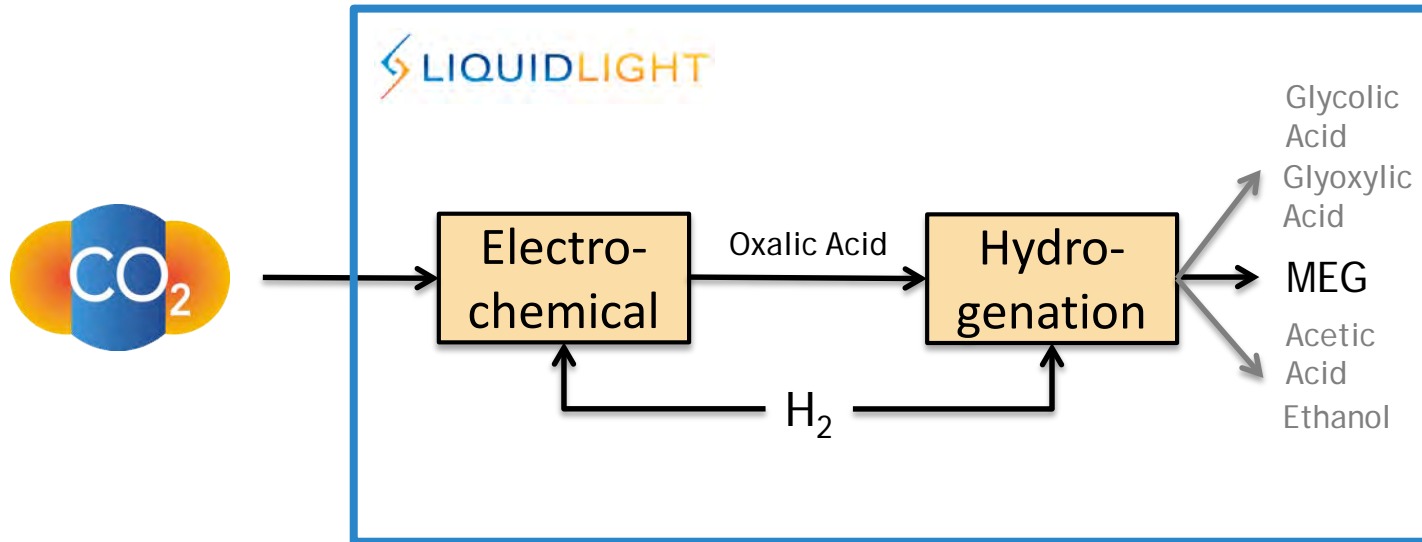 LIQUIDLIGHT
CO2
Electro-
chemical
Oxalic Acid
Hydro-
genation
H2
Glycolic
Acid
Glyoxylic
Acid
MEG
Acetic
Acid
Ethanol